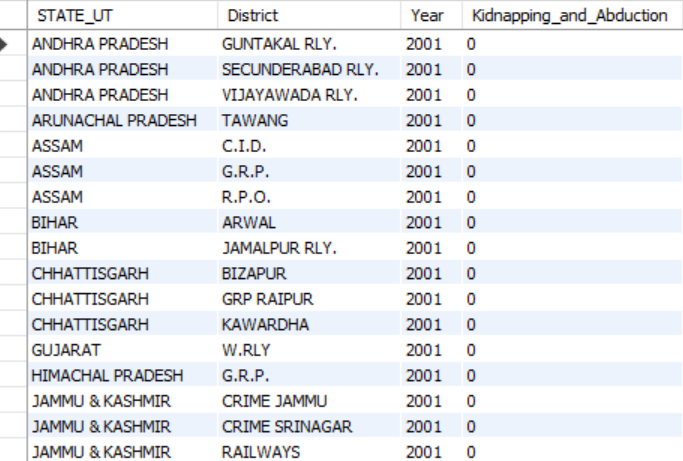 STATE_UT District Year Kidnapping_and_Abduction
ANDHRA PRADESH GUNTAKAL RLY. 2001 0
ANDHRA PRADESH SECUNDERABAD RLY. 2001 0
ANDHRA PRADESH VIJAYAWADA RLY. 2001 0
ARUNACHAL PRADESH TAWANG 2001 0
ASSAM C.I.D. 2001 0
ASSAM G.R.P. 2001 0
ASSAM R.P.O. 2001 0
BIHAR ARWAL 2001 0
BIHAR JAMALPUR RLY. 2001 0
CHHATTISGARH BIZAPUR 2001 0
CHHATTISGARH GRP RAIPUR 2001 0
CHHATTISGARH KAWARDHA 2001 0
GUJARAT W.RLY 2001 0
HIMACHAL PRADESH G.R.P. 2001 0
JAMMU & KASHMIR CRIME JAMMU 2001 0
JAMMU & KASHMIR CRIME SRINAGAR 2001 0
JAMMU & KASHMIR RAILWAYS 2001 0